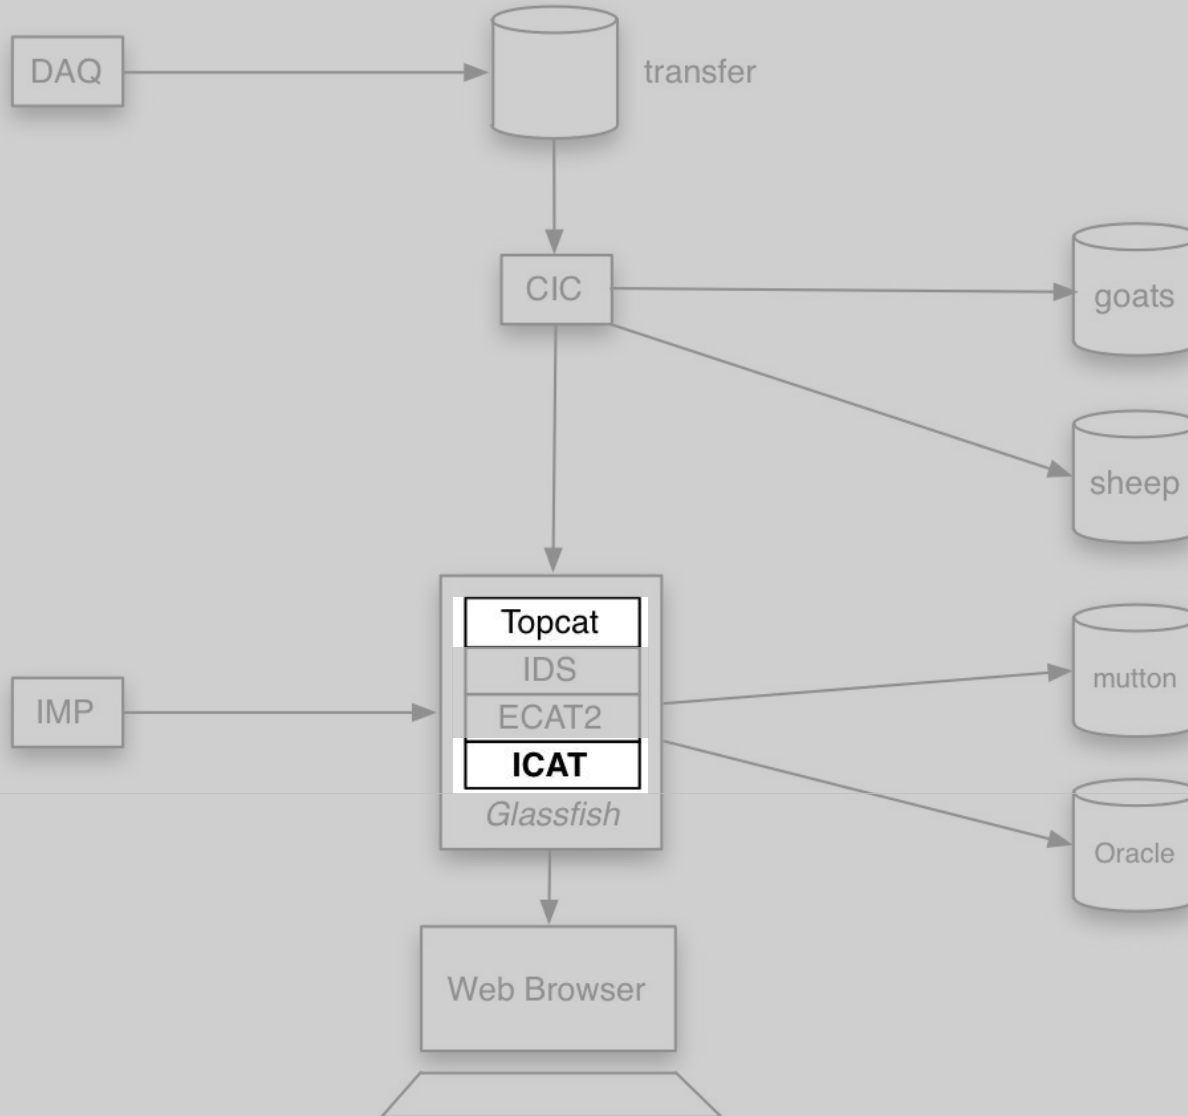 DAQ
transfer
CIC
goats
sheep
Topcat
IDS
ECAT2
ICAT
Glassfish
IMP
mutton
Oracle
Web Browser